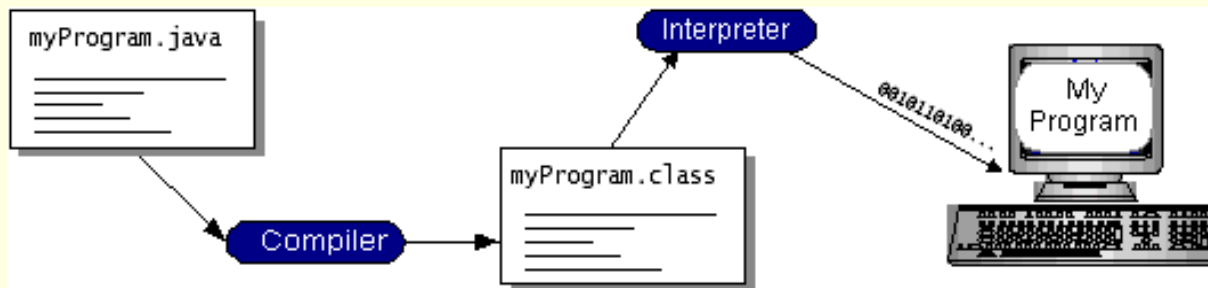 myProgram.java
Compiler
myProgram.class
Interpreter
0010110100...
My
Program